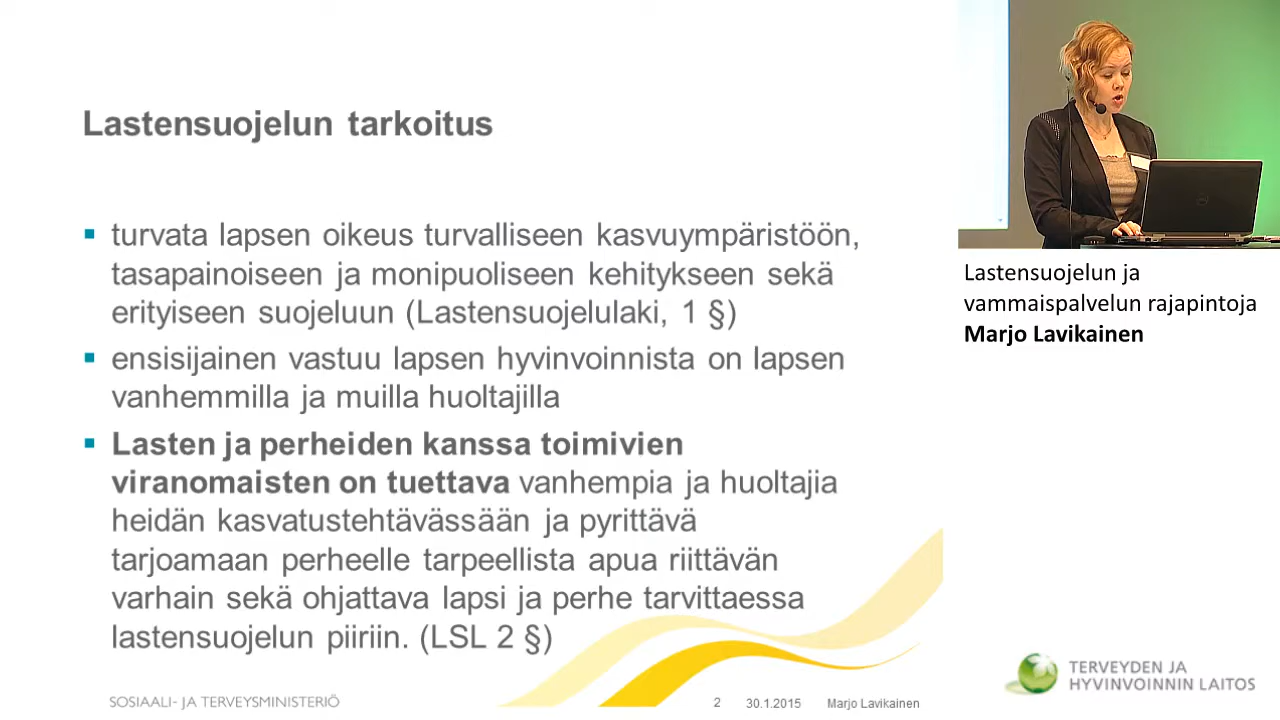 Lastensuojelun tarkoitus
turvata lapsen oikeus turvalliseen kasvuympäristöön,
tasapainoiseen ja monipuoliseen kehitykseen sekä
erityiseen suojeluun (Lastensuojelulaki, 1 §)
ensisijainen vastuu lapsen hyvinvoinnista on lapsen
vanhemmilla ja muilla huoltajilla
Lasten ja perheiden kanssa toimivien
viranomaisten on tuettava vanhempia ja huoltajia
heidän kasvatustehtävässään ja pyrittävä
tarjoamaan perheelle tarpeellista apua riittävän
varhain sekä ohjattava lapsi ja perhe tarvittaessa
lastensuojelun piiriin. (LSL 2 §)
SOSIAALI- JA TERVEYSMINISTERIÖ
2 30.1.2015 Marjo Lavikainen
Lastensuojelun ja
vammaispalvelun rajapintoja
Marjo Lavikainen
TERVEYDEN JA
HYVINVOINNIN LAITOS